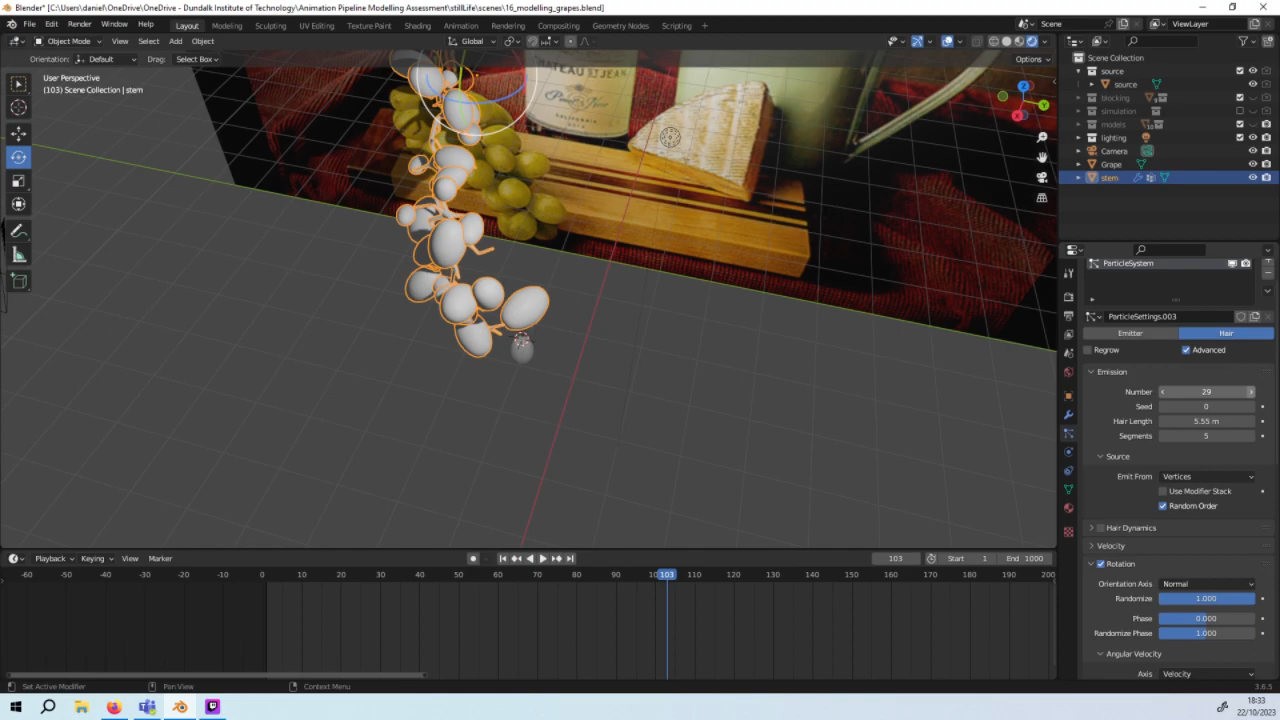 Blender* [C:\Users\daniel\OneDrive\OneDrive - Dundalk Institute of Technology\Animation Pipeline Modelling Assessment\stillLife\scenes\16_modelling_grapes.blend]
File Edit Render Window Help Layout Modeling Sculpting UV Editing Texture Paint Shading Animation Rendering Compositing Geometry Nodes Scripting + Scene ViewLayer
Object Mode View Select Add Object Global
Orientation: Default Drag: Select Box Options
User Perspective
(103) Scene Collection | stem
ATEAU ST JEAN
Pinot Noir
CALIFORNIA
Z
Y
X
Scene Collection
source
source
blocking
simulation
models
lighting
Camera
Grape
stem
ParticleSystem
ParticleSettings.003
Emitter Hair
Regrow Advanced
Emission
Number 29
Seed 0
Hair Length 5.55 m
Segments 5
Source
Emit From Vertices
Use Modifier Stack
Random Order
Hair Dynamics
Velocity
Rotation
Orientation Axis Normal
Randomize 1.000
Phase 0.000
Randomize Phase 1.000
Angular Velocity
Axis Velocity
Playback Keying View Marker 103 Start 1 End 1000
-60 -50 -40 -30 -20 -10 0 10 20 30 40 50 60 70 80 90 103 110 120 130 140 150 160 170 180 190 200
Set Active Modifier Pan View Context Menu 3.6.5
18:33
22/10/2023